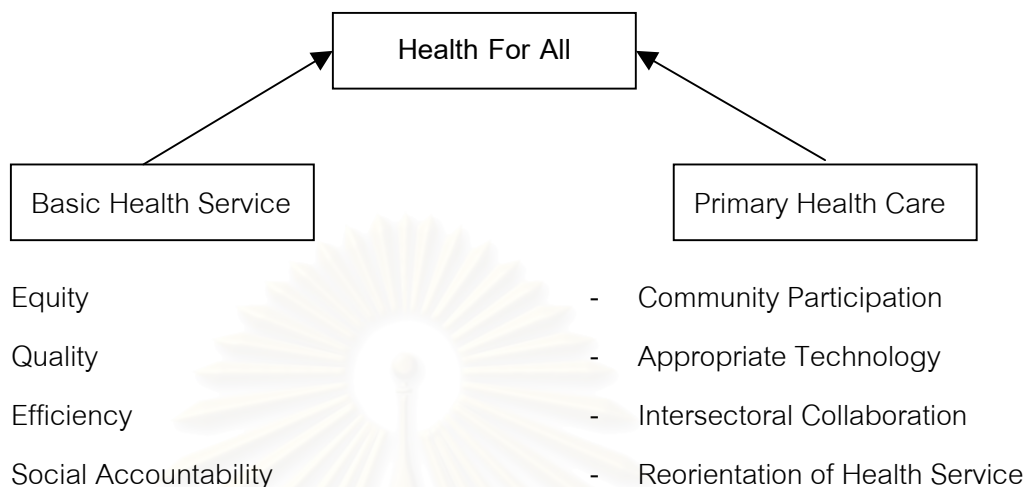 Health For All
Basic Health Service
Primary Health Care
Equity
- Community Participation
Quality
- Appropriate Technology
Efficiency
- Intersectoral Collaboration
Social Accountability
- Reorientation of Health Service